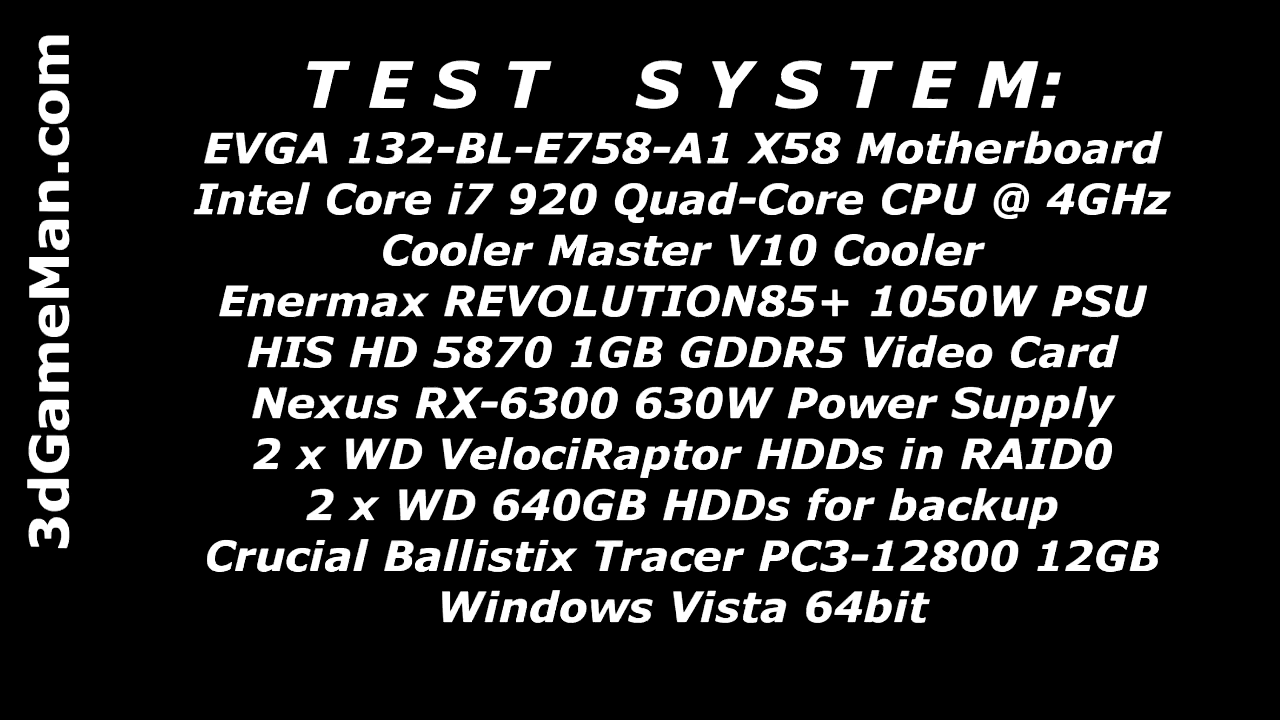 3dGameMan.com
TEST SYSTEM:
EVGA 132-BL-E758-A1 X58 Motherboard
Intel Core i7 920 Quad-Core CPU @ 4GHz
Cooler Master V10 Cooler
Enermax REVOLUTION85+ 1050W PSU
HIS HD 5870 1GB GDDR5 Video Card
Nexus RX-6300 630W Power Supply
2 x WD VelociRaptor HDDs in RAID0
2 x WD 640GB HDDs for backup
Crucial Ballistix Tracer PC3-12800 12GB
Windows Vista 64bit